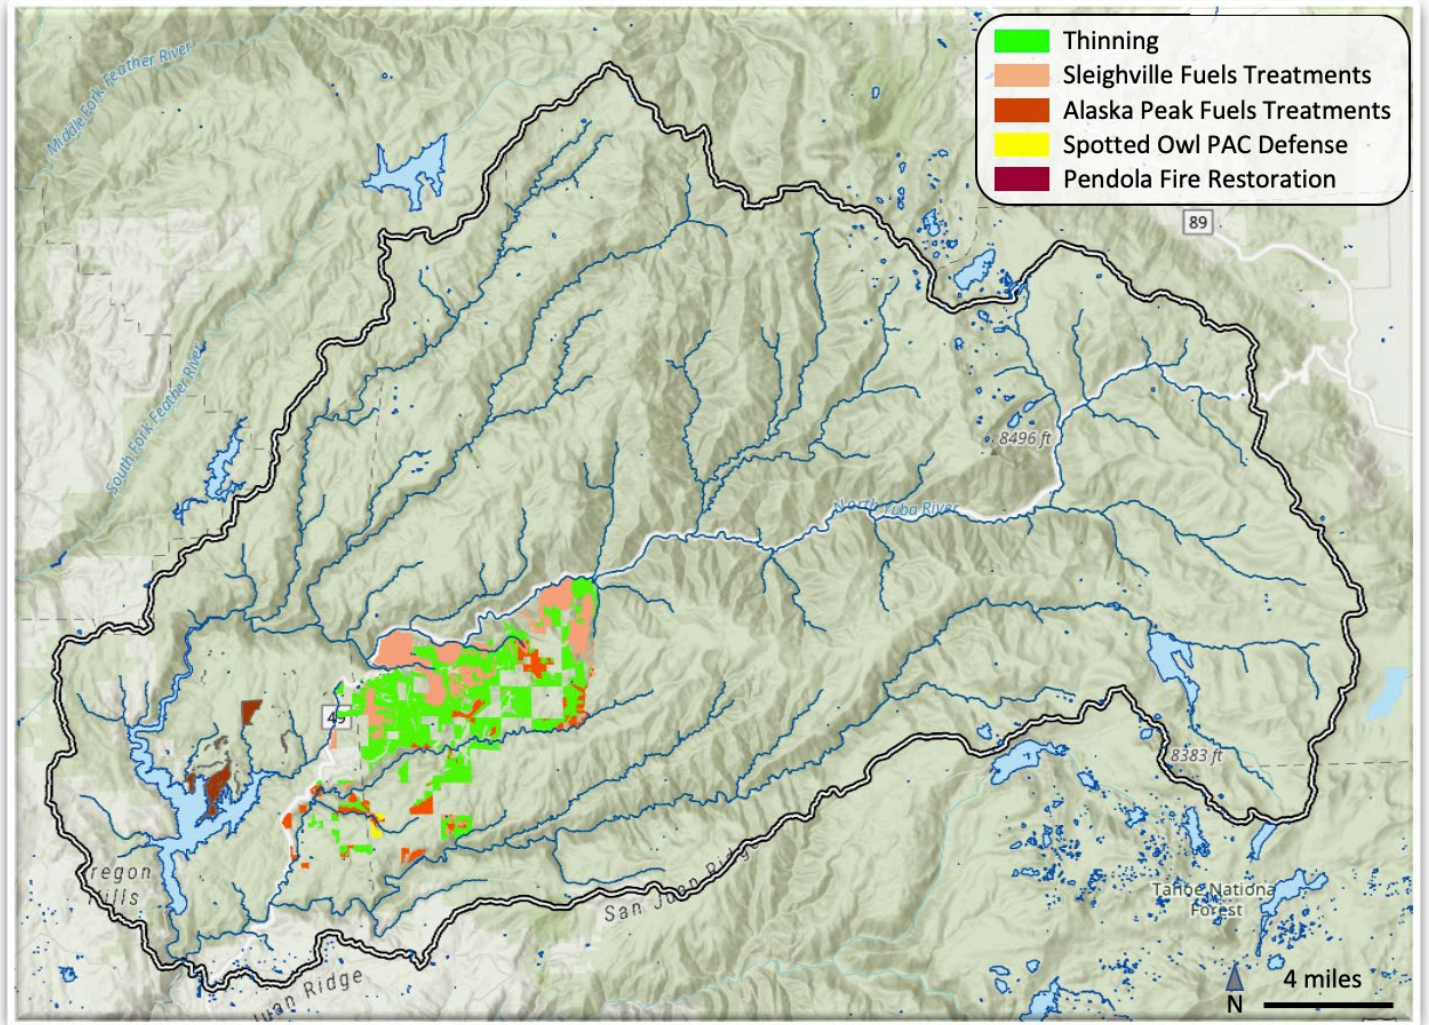 Thinning
Sleighville Fuels Treatments
Alaska Peak Fuels Treatments
Spotted Owl PAC Defense
Pendola Fire Restoration
Middle Fork Feather River
89
South Fork Feather River
8496 ft
North Yuba River
49
8383 ft
regon
ills
San Juan Ridge
Tahoe Nationa
Forest
uan Ridge
4 miles
N